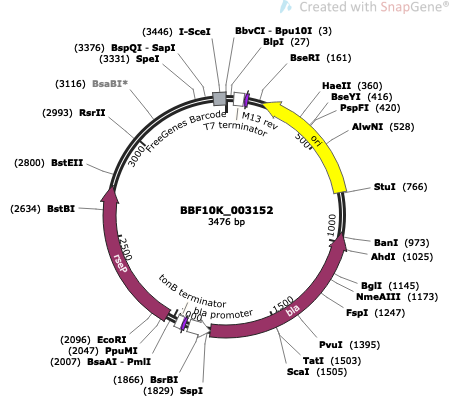 Created with SnapGene®
(3446) I-SceI
BbvCI - Bpu10I (3)
(3376) BspQI - SapI
BlpI (27)
(3331) SpeI
BseRI (161)
(3116) BsaBI*
HaeII (360)
BseYI (416)
PspFI (420)
(2993) RsrII
AlwNI (528)
FreeGenes Barcode
M13 rev
T7 terminator
500
ori
3000
(2800) BstEII
StuI (766)
(2634) BstBI
BBF10K_003152
3476 bp
1000
BanI (973)
AhdI (1025)
2500
rseP
BglI (1145)
NmeAIII (1173)
tonB terminator
bla promoter
1500
bla
FspI (1247)
(2096) EcoRI
(2047) PpuMI
(2007) BsaAI - PmlI
PvuI (1395)
TatI (1503)
ScaI (1505)
(1866) BsrBI
(1829) SspI